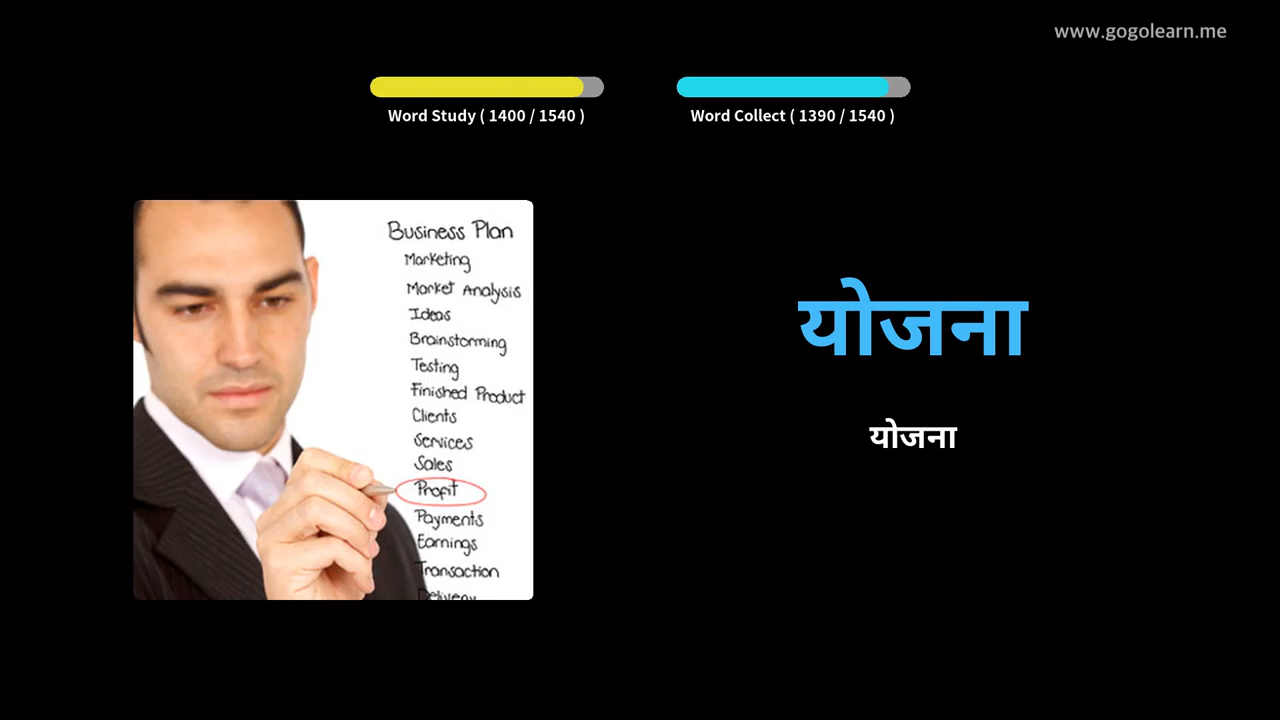 www.gogolearn.me
Word Study ( 1400 / 1540 )
Word Collect ( 1390 / 1540 )
Business Plan
Marketing
Market Analysis
Ideas
Brainstorming
Testing
Finished Product
Clients
Services
Sales
Profit
Payments
Earnings
Transaction
Delivery
योजना
योजना